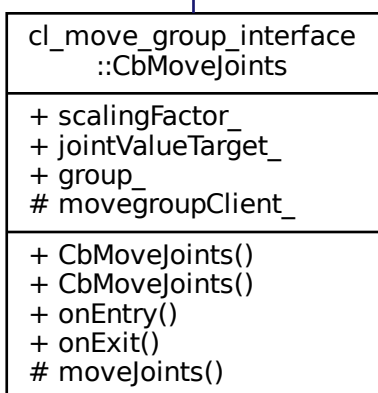 cl_move_group_interface
::CbMoveJoints
+ scalingFactor_
+ jointValueTarget_
+ group_
# movegroupClient_
+ CbMoveJoints()
+ CbMoveJoints()
+ onEntry()
+ onExit()
# moveJoints()